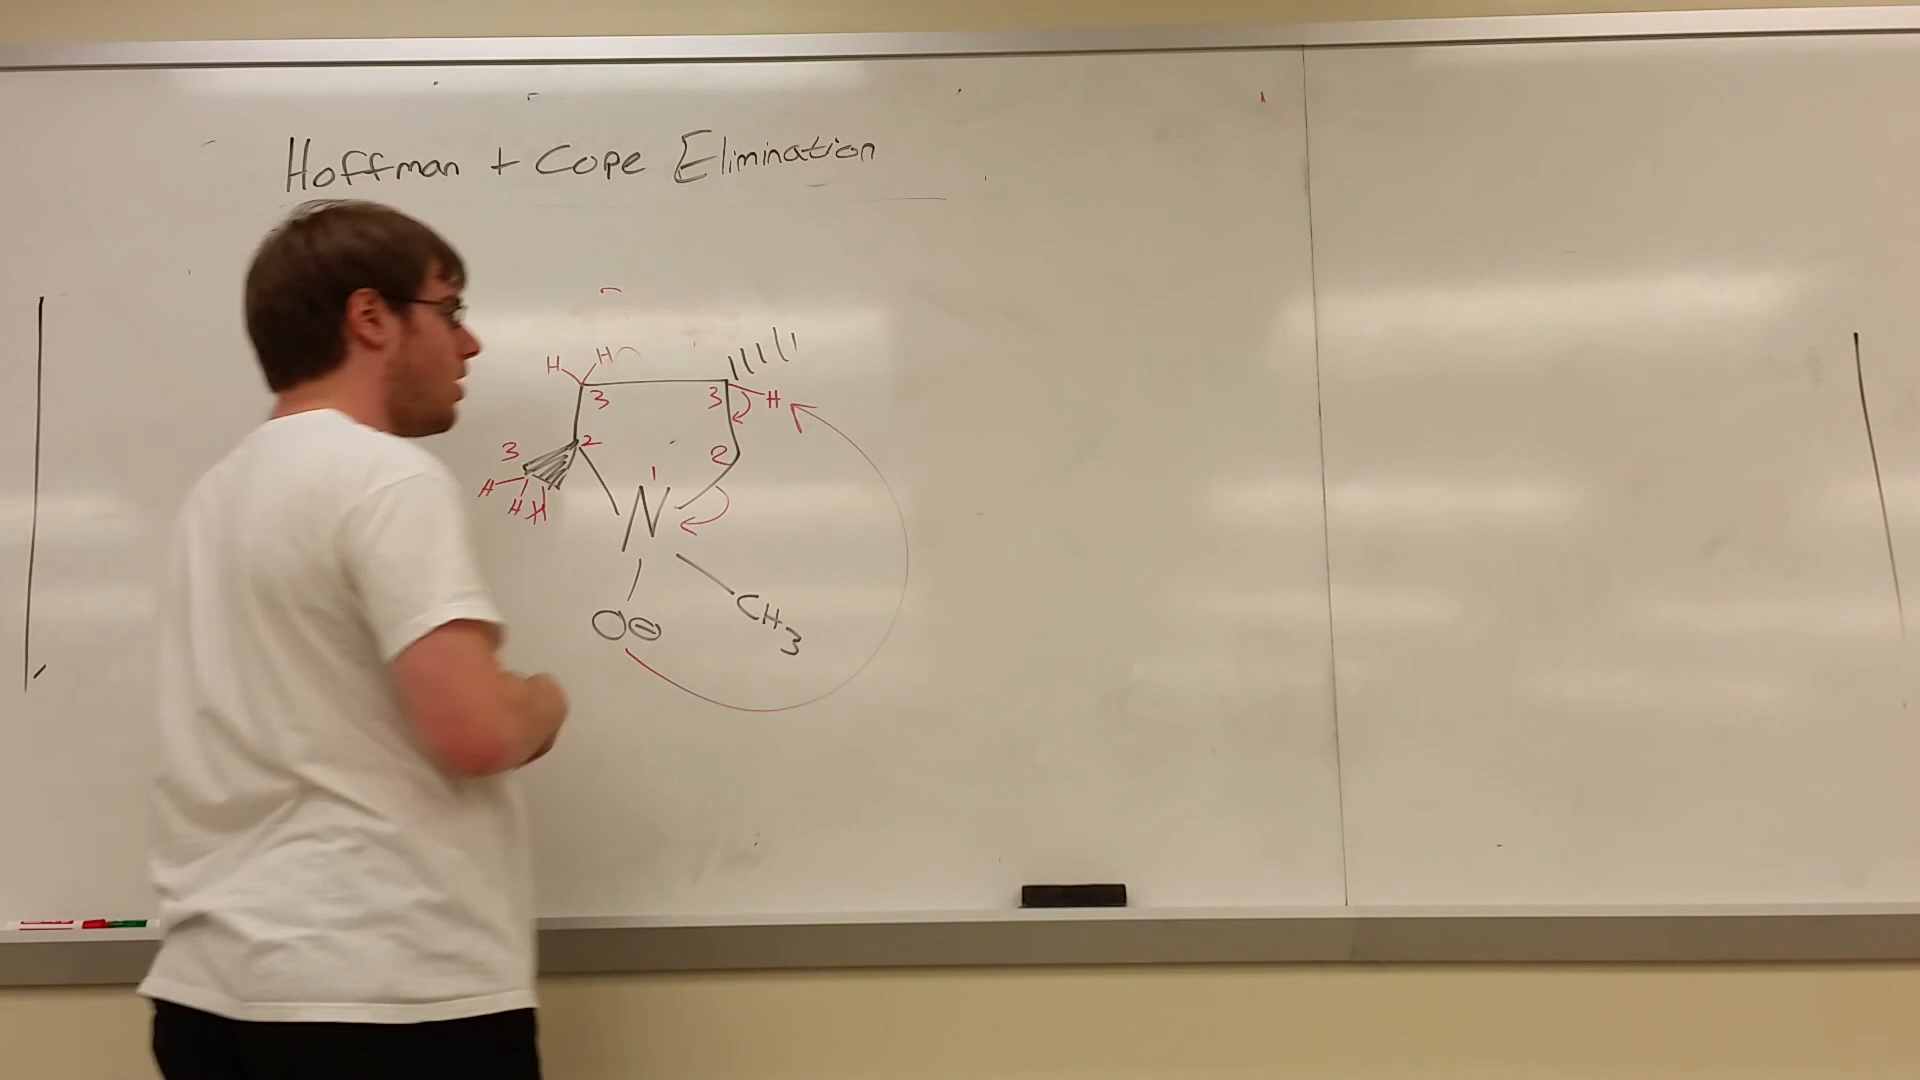 Hoffman + Cope Elimination
H H
3 3 H
3 2 2
H H H 1
N
O⊖ CH3